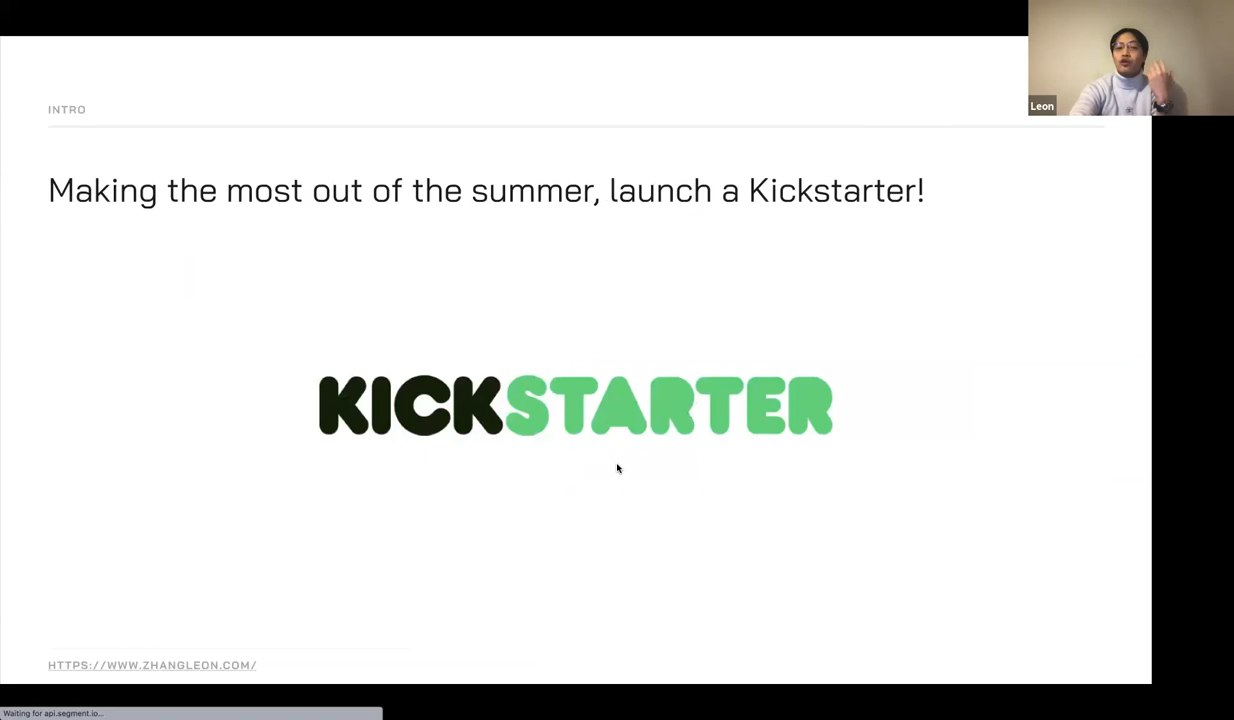 Leon
INTRO
Making the most out of the summer, launch a Kickstarter!
KICKSTARTER
HTTPS://WWW.ZHANGLEON.COM/
Waiting for api.segment.io...